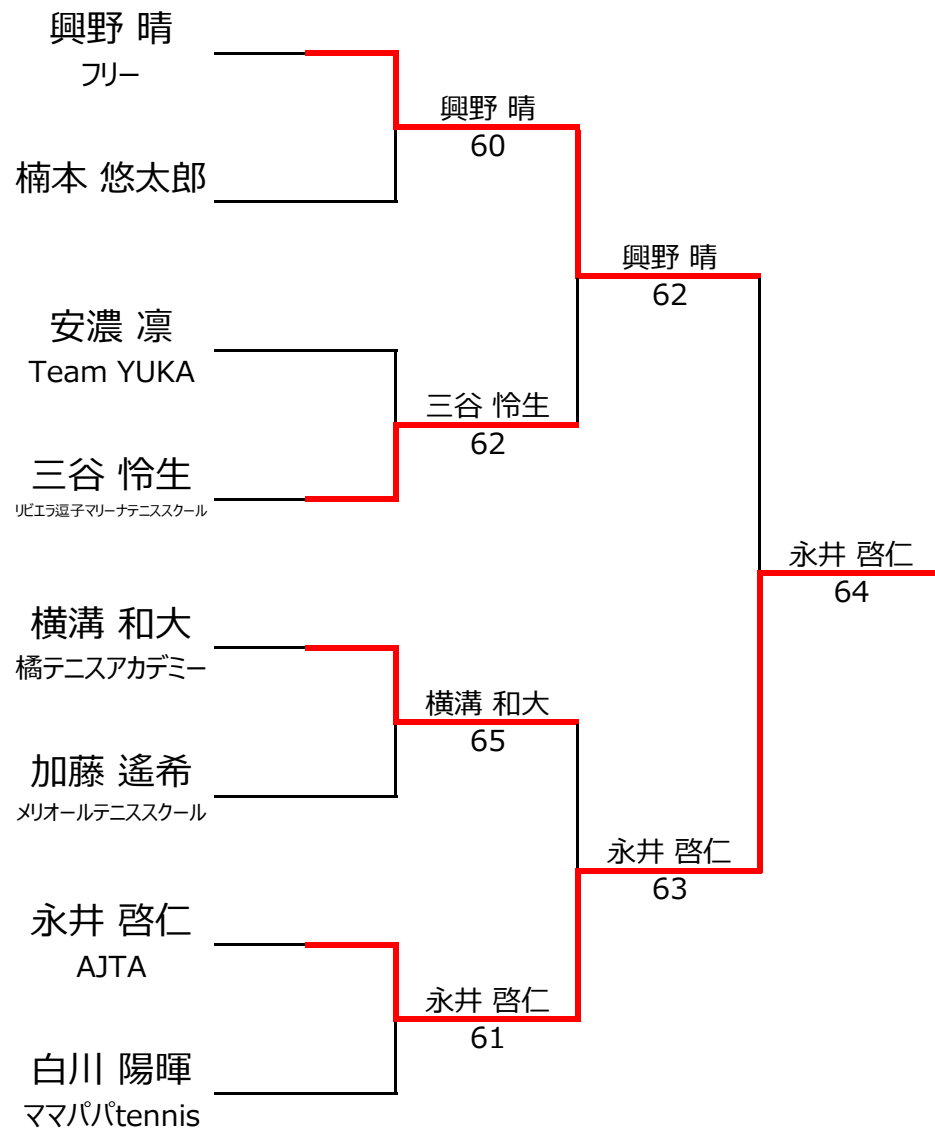 興野 晴
フリー
楠本 悠太郎
安濃 凛
Team YUKA
三谷 怜生
リビエラ逗子マリーナテニススクール
横溝 和大
橘テニスアカデミー
加藤 遙希
メリオールテニススクール
永井 啓仁
AJTA
白川 陽暉
ママパパtennis
興野 晴
60
三谷 怜生
62
横溝 和大
65
永井 啓仁
61
興野 晴
62
永井 啓仁
63
永井 啓仁
64